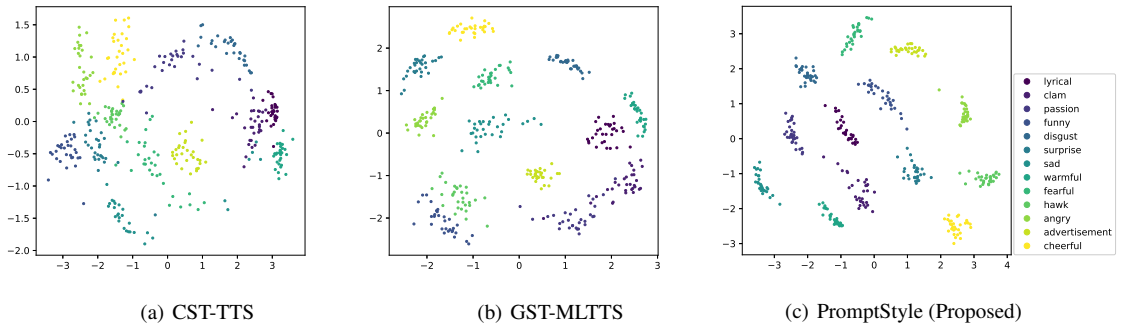 1.5
1.0
0.5
0.0
−0.5
−1.0
−1.5
−2.0
−3 −2 −1 0 1 2 3
(a) CST-TTS
2
1
0
−1
−2
−2 −1 0 1 2 3
(b) GST-MLTTS
3
2
1
0
−1
−2
−3
−3 −2 −1 0 1 2 3 4
(c) PromptStyle (Proposed)
lyrical
clam
passion
funny
disgust
surprise
sad
warmful
fearful
hawk
angry
advertisement
cheerful